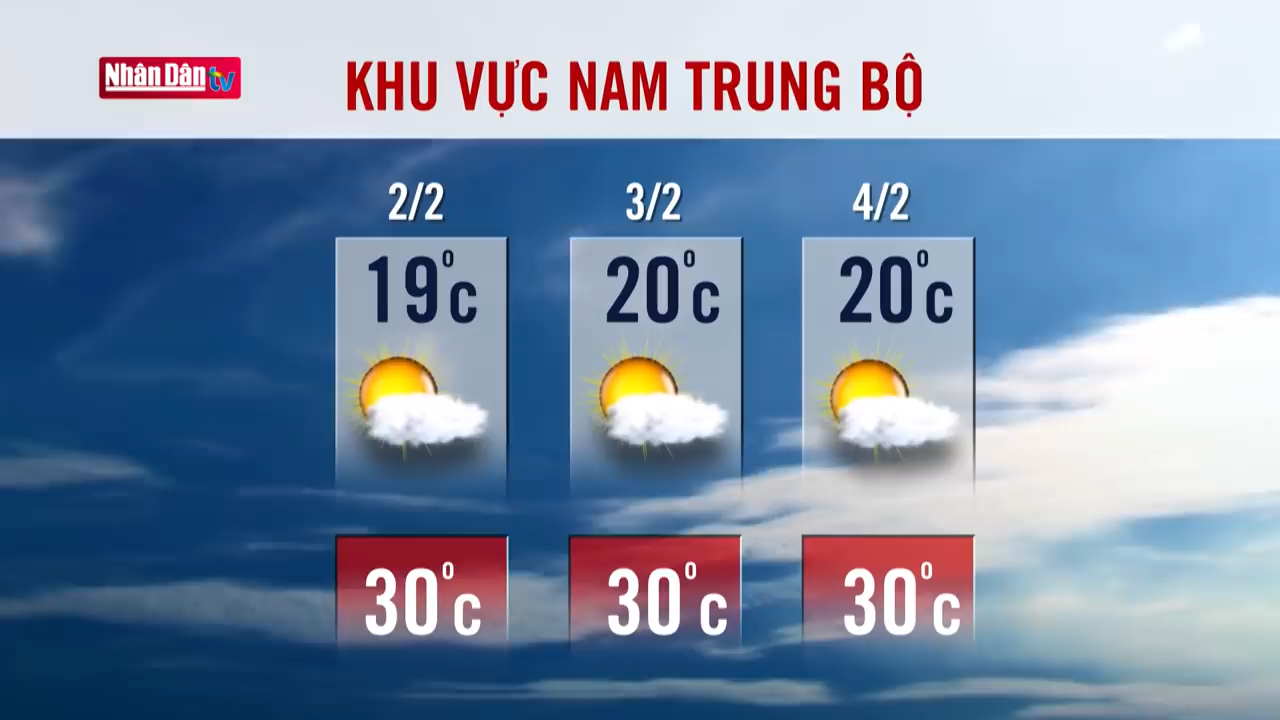 Nhân Dân tv
KHU VỰC NAM TRUNG BỘ
2/2 3/2 4/2
19°C 20°C 20°C
30°C 30°C 30°C